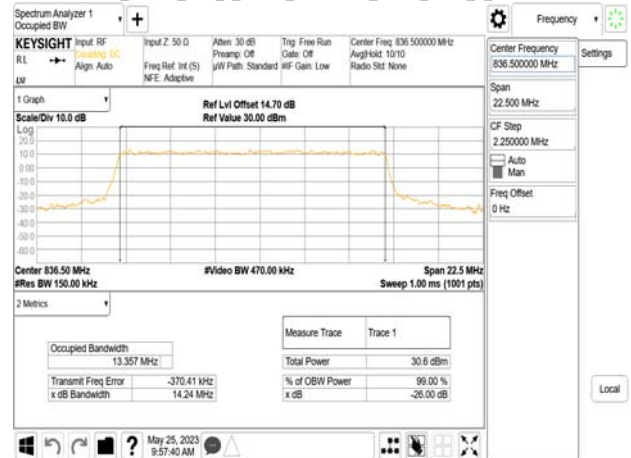 Spectrum Analyzer 1
Occupied BW
Frequency
KEYSIGHT
RL
Input: RF
Coupling: DC
Align: Auto
Input Z: 50 Ω
Freq Ref: Int (S)
NFE: Adaptive
Atten: 30 dB
Preamp: Off
µW Path: Standard
Trig: Free Run
Gate: Off
#IF Gain: Low
Center Freq: 836.500000 MHz
Avg|Hold: 10/10
Radio Std: None
1 Graph
Scale/Div 10.0 dB
Ref Lvl Offset 14.70 dB
Ref Value 30.00 dBm
Log
20.0
10.0
0.00
-10.0
-20.0
-30.0
-40.0
-50.0
-60.0
Center 836.50 MHz
#Res BW 150.00 kHz
#Video BW 470.00 kHz
Span 22.5 MHz
Sweep 1.00 ms (1001 pts)
2 Metrics
Occupied Bandwidth
13.357 MHz
Transmit Freq Error -370.41 kHz
x dB Bandwidth 14.24 MHz
Measure Trace Trace 1
Total Power 30.6 dBm
% of OBW Power 99.00 %
x dB -26.00 dB
Center Frequency
836.500000 MHz
Span
22.500 MHz
CF Step
2.250000 MHz
Auto
Man
Freq Offset
0 Hz
Settings
Local
May 25, 2023
9:57:40 AM